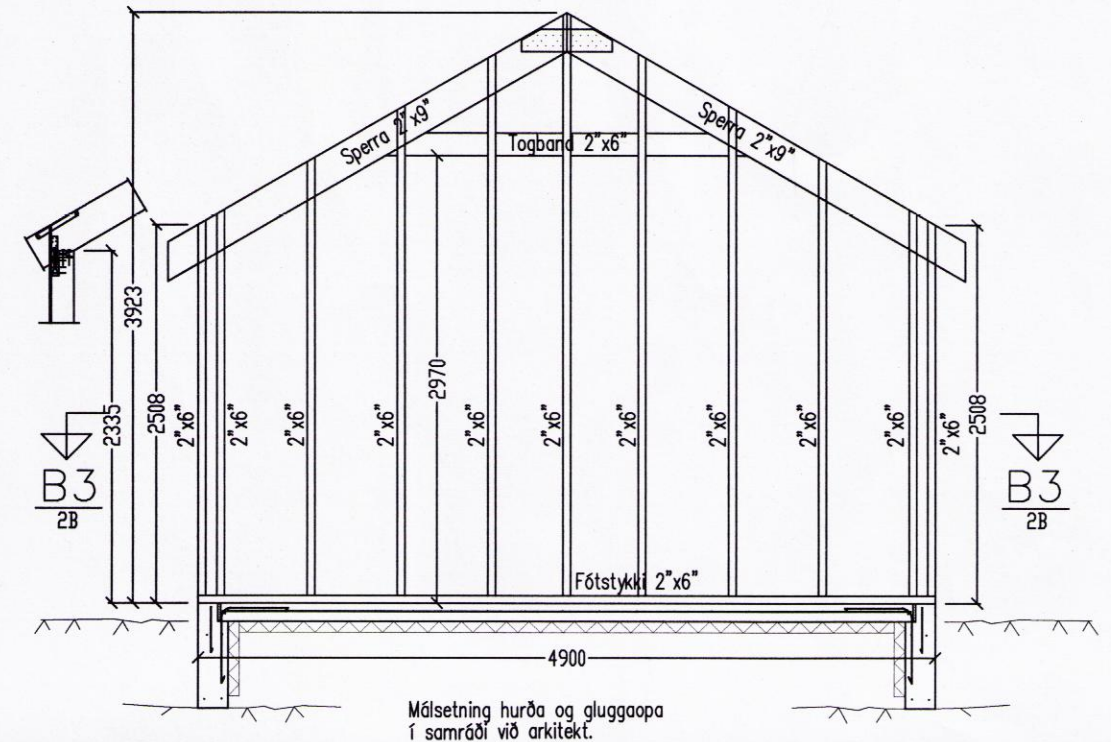 Sperra 2"x9"
Sperra 2"x9"
Togband 2"x6"
3923
2335
2508
2970
2508
2"x6"
2"x6"
2"x6"
2"x6"
2"x6"
2"x6"
2"x6"
2"x6"
2"x6"
2"x6"
2"x6"
B3
2B
B3
2B
Fótstykki 2"x6"
4900
Málsetning hurða og gluggaopa
í samráði við arkitekt.